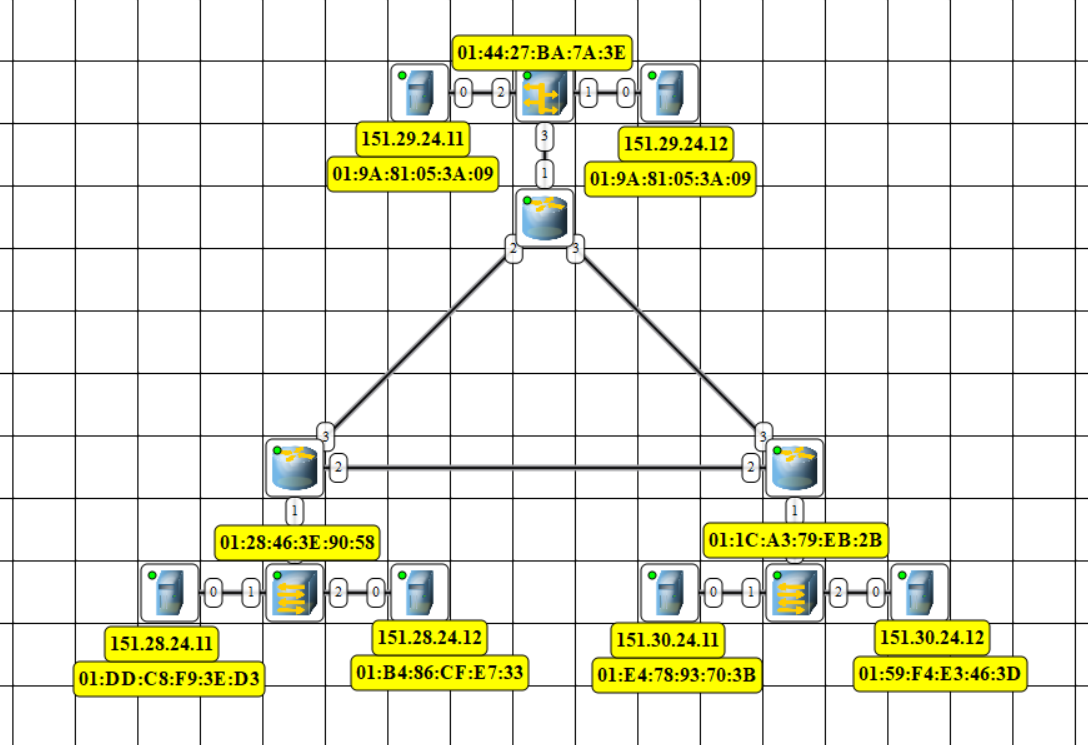 01:44:27:BA:7A:3E
0 2 1 0
3
151.29.24.11
151.29.24.12
01:9A:81:05:3A:09
01:9A:81:05:3A:09
1
2 3
3 3
2 2
1 1
01:28:46:3E:90:58
01:1C:A3:79:EB:2B
0 1 2 0 0 1 2 0
151.28.24.11
151.28.24.12
151.30.24.11
151.30.24.12
01:DD:C8:F9:3E:D3
01:B4:86:CF:E7:33
01:E4:78:93:70:3B
01:59:F4:E3:46:3D